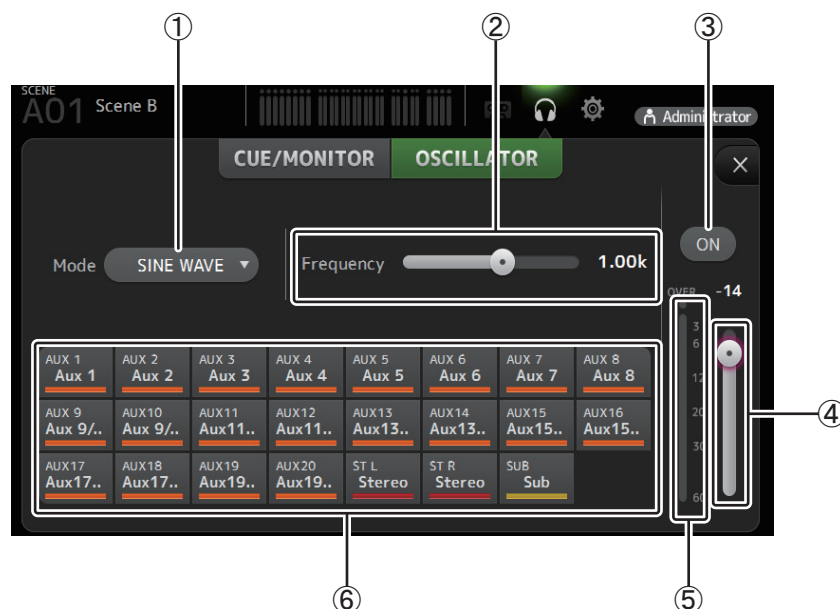 ① ② ③
SCENE
A01 Scene B
Administrator
CUE/MONITOR OSCILLATOR
Mode SINE WAVE
Frequency 1.00k
ON
OVER -14
3
6
12
20
30
60
AUX 1 AUX 2 AUX 3 AUX 4 AUX 5 AUX 6 AUX 7 AUX 8
Aux 1 Aux 2 Aux 3 Aux 4 Aux 5 Aux 6 Aux 7 Aux 8
④
AUX 9 AUX10 AUX11 AUX12 AUX13 AUX14 AUX15 AUX16
Aux 9/.. Aux 9/.. Aux11.. Aux11.. Aux13.. Aux13.. Aux15.. Aux15..
AUX17 AUX18 AUX19 AUX20 ST L ST R SUB
Aux17.. Aux17.. Aux19.. Aux19.. Stereo Stereo Sub
⑥ ⑤